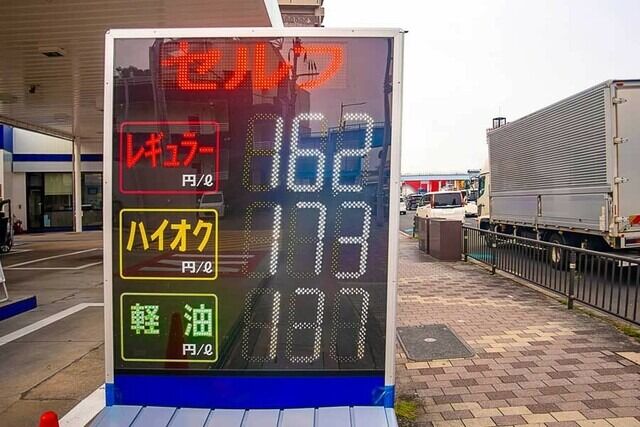 セルフ
レギュラー 円/ℓ 162
ハイオク 円/ℓ 173
軽油 円/ℓ 137